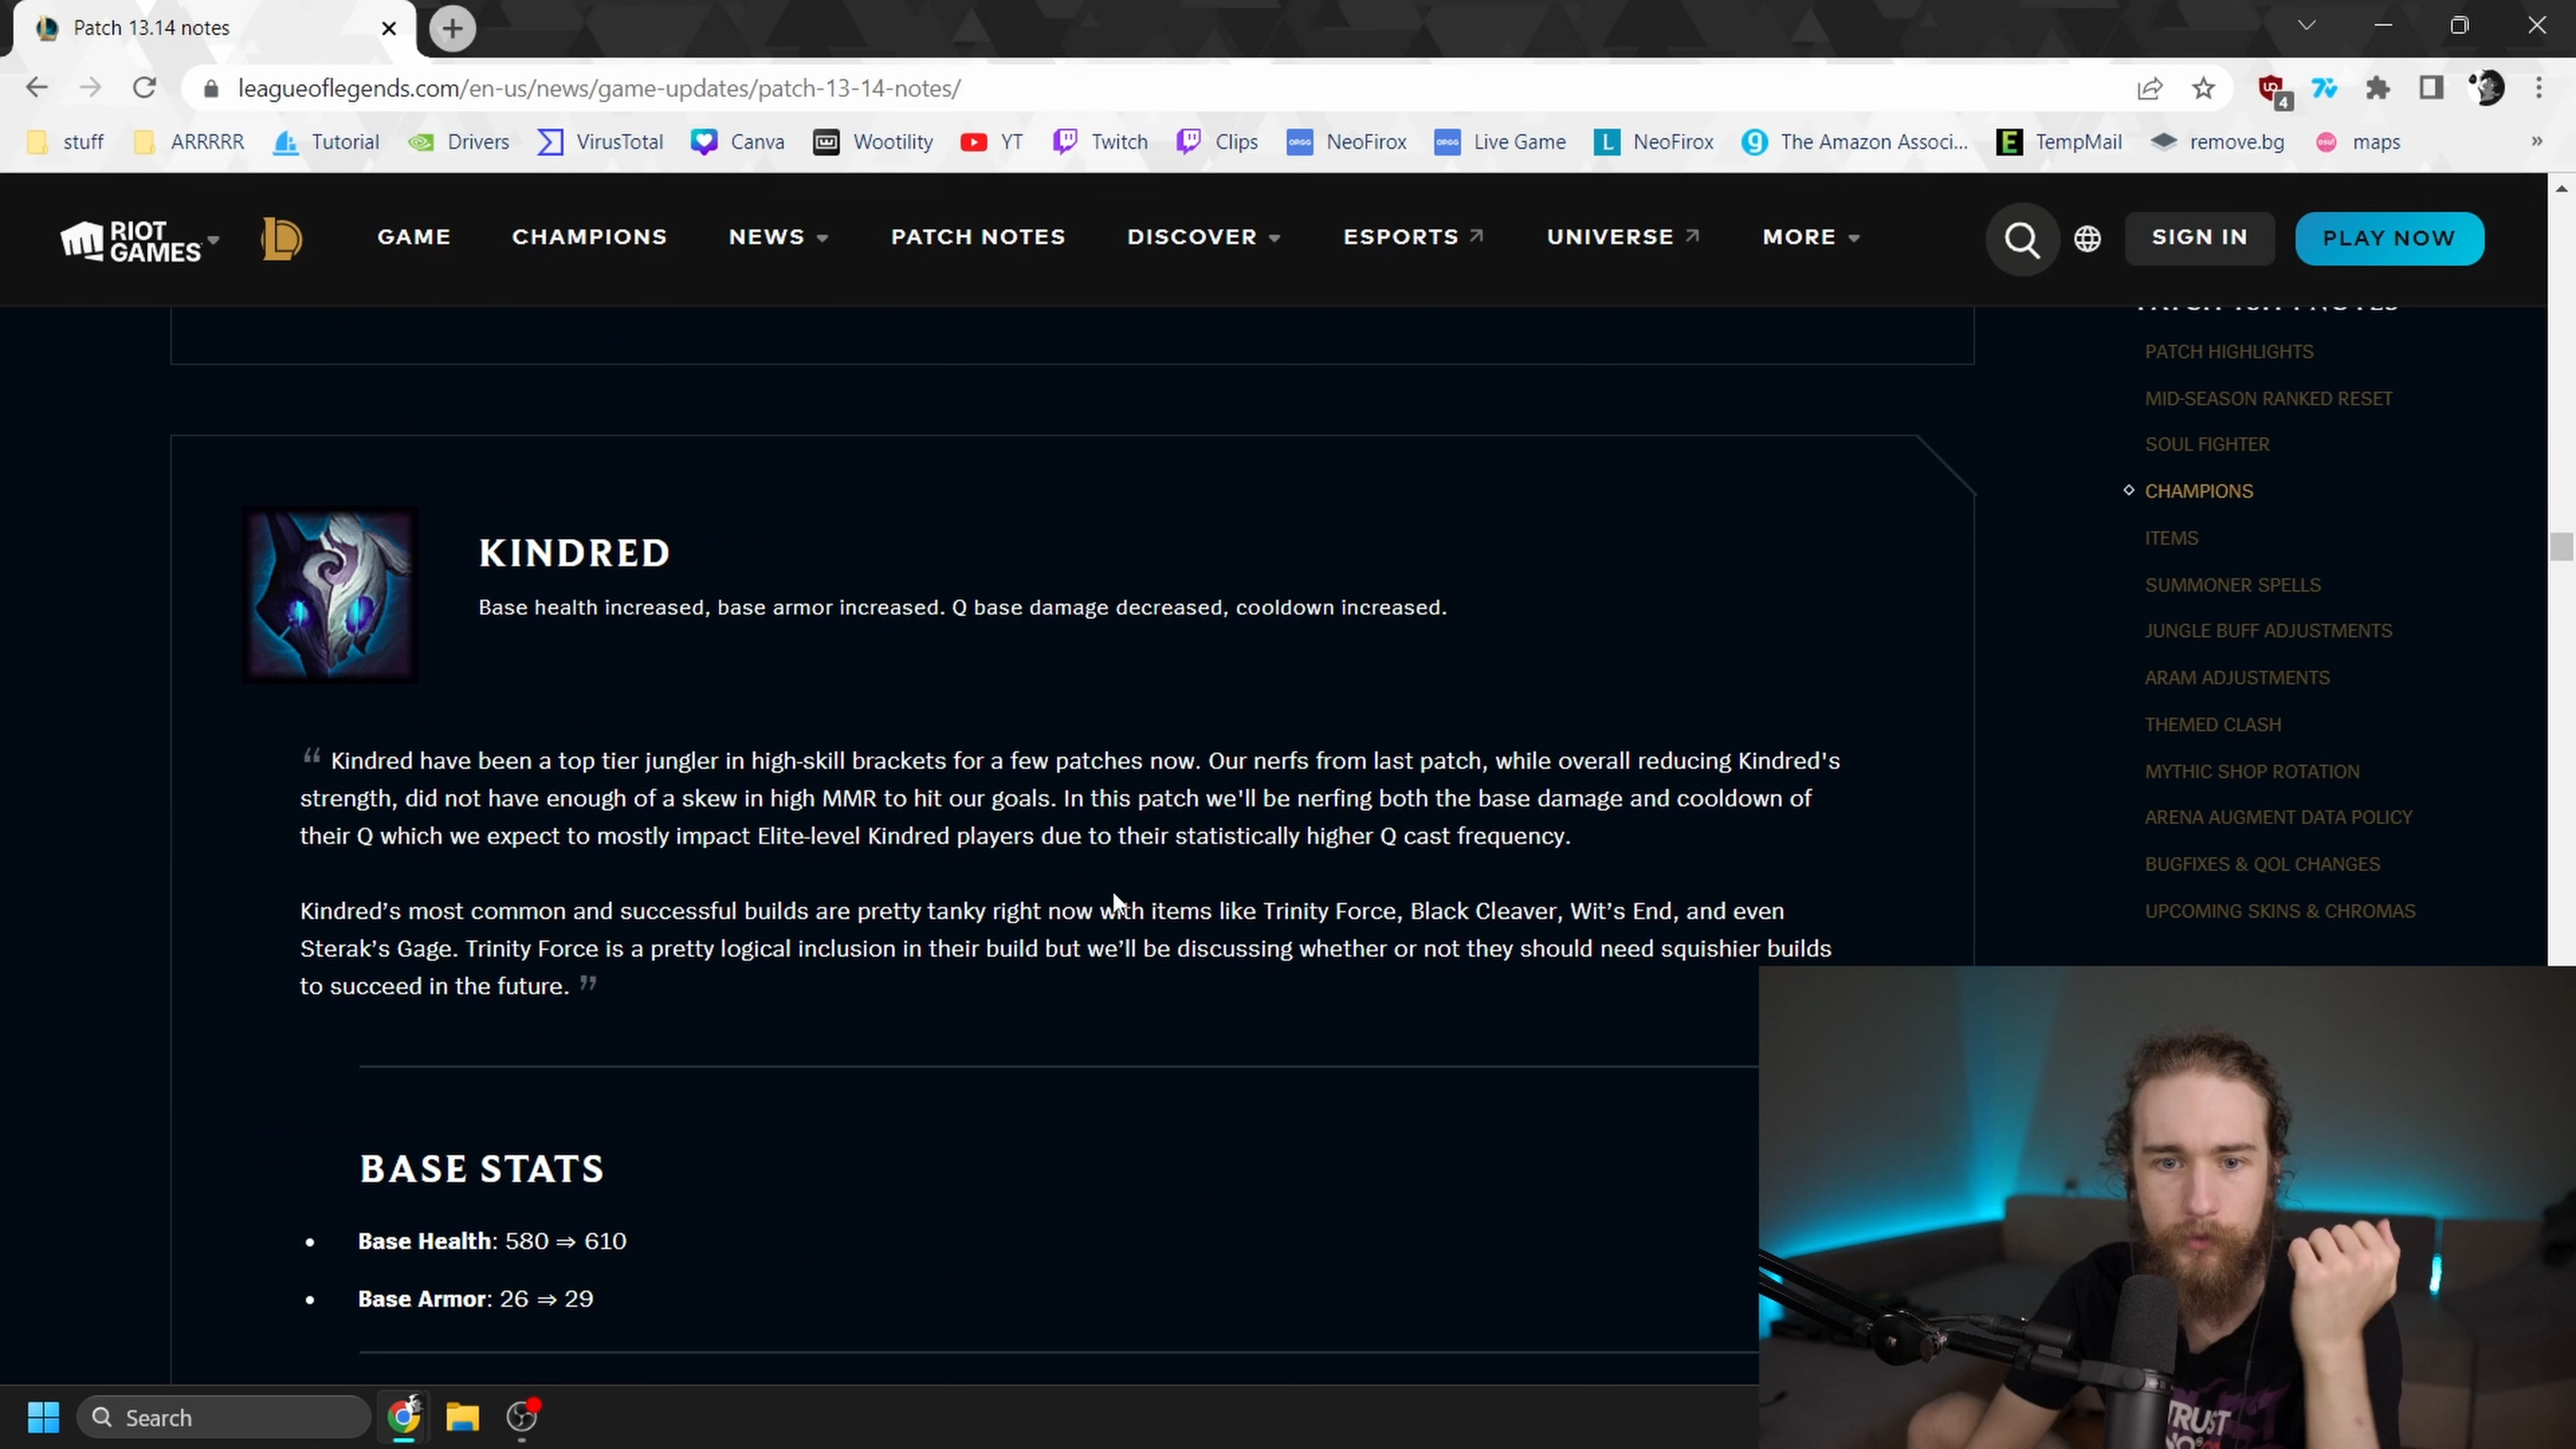 Patch 13.14 notes
leagueoflegends.com/en-us/news/game-updates/patch-13-14-notes/
4
stuff ARRRRR Tutorial Drivers VirusTotal Canva Wootility YT Twitch Clips OPGG NeoFirox OPGG Live Game L NeoFirox The Amazon Associ... E TempMail remove.bg osu! maps »
RIOT GAMES GAME CHAMPIONS NEWS PATCH NOTES DISCOVER ESPORTS UNIVERSE MORE SIGN IN PLAY NOW
PATCH 13.14 NOTES
PATCH HIGHLIGHTS
MID-SEASON RANKED RESET
SOUL FIGHTER
CHAMPIONS
ITEMS
SUMMONER SPELLS
JUNGLE BUFF ADJUSTMENTS
ARAM ADJUSTMENTS
THEMED CLASH
MYTHIC SHOP ROTATION
ARENA AUGMENT DATA POLICY
BUGFIXES & QOL CHANGES
UPCOMING SKINS & CHROMAS
KINDRED
Base health increased, base armor increased. Q base damage decreased, cooldown increased.
“ Kindred have been a top tier jungler in high-skill brackets for a few patches now. Our nerfs from last patch, while overall reducing Kindred's
strength, did not have enough of a skew in high MMR to hit our goals. In this patch we'll be nerfing both the base damage and cooldown of
their Q which we expect to mostly impact Elite-level Kindred players due to their statistically higher Q cast frequency.
Kindred’s most common and successful builds are pretty tanky right now with items like Trinity Force, Black Cleaver, Wit’s End, and even
Sterak’s Gage. Trinity Force is a pretty logical inclusion in their build but we’ll be discussing whether or not they should need squishier builds
to succeed in the future. ”
BASE STATS
• Base Health: 580 ⇒ 610
• Base Armor: 26 ⇒ 29
TRUST
Search